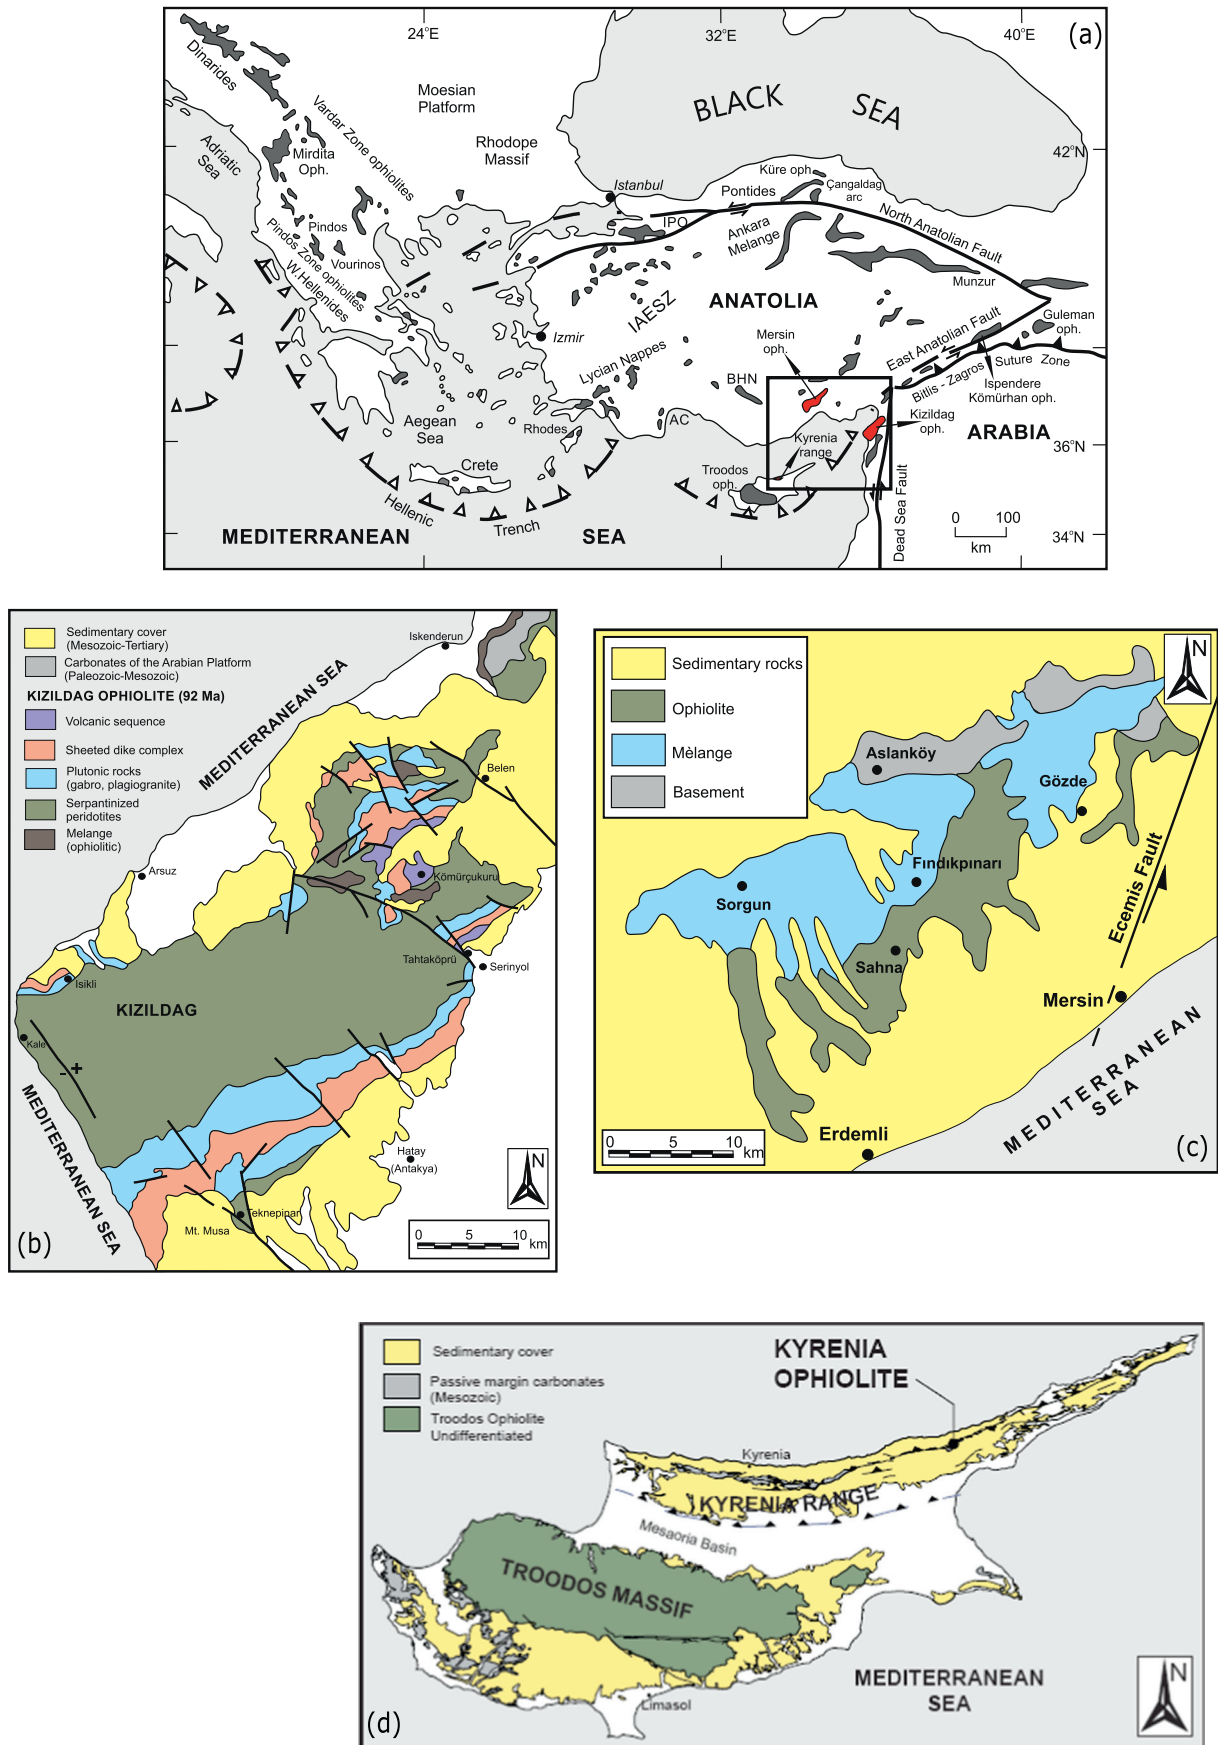 24°E
32°E
40°E
(a)
Dinarides
Moesian
Platform
BLACK SEA
Vardar Zone ophiolites
Adriatic
Sea
Mirdita
Oph.
Rhodope
Massif
42°N
Küre oph.
Çangaldag
arc
Istanbul
Pontides
North Anatolian Fault
IPO
Ankara
Melange
Pindos
Pindos Zone ophiolites
Vourinos
W.Hellenides
Munzur
IAESZ
ANATOLIA
Guleman
oph.
East Anatolian Fault
Izmir
Mersin
oph.
Lycian Nappes
BHN
Bitlis - Zagros Suture Zone
Ispendere
Kömürhan oph.
Aegean
Sea
Rhodes
AC
Kyrenia
range
Kizildag
oph.
ARABIA
36°N
Crete
Troodos
oph.
Hellenic
Trench
MEDITERRANEAN SEA
Dead Sea Fault
0 100
km
34°N
Sedimentary cover
(Mesozoic-Tertiary)
Carbonates of the Arabian Platform
(Paleozoic-Mesozoic)
KIZILDAG OPHIOLITE (92 Ma)
Volcanic sequence
Sheeted dike complex
Plutonic rocks
(gabro, plagiogranite)
Serpantinized
peridotites
Melange
(ophiolitic)
Iskenderun
MEDITERRANEAN SEA
Belen
Arsuz
Kömürçukuru
Tahtaköprü
Serinyol
Isikli
KIZILDAG
Kale
- +
MEDITERRANEAN SEA
Hatay
(Antakya)
N
Teknepinar
Mt. Musa
0 5 10
km
(b)
Sedimentary rocks
Ophiolite
Mèlange
Basement
N
Aslanköy
Gözde
Fındıkpınarı
Sorgun
Ecemis Fault
Sahna
Mersin
MEDITERRANEAN
SEA
Erdemli
0 5 10
km
(c)
Sedimentary cover
Passive margin carbonates
(Mesozoic)
Troodos Ophiolite
Undifferentiated
KYRENIA
OPHIOLITE
Kyrenia
KYRENIA RANGE
Mesaoria Basin
TROODOS MASSIF
MEDITERRANEAN
SEA
N
Limasol
(d)